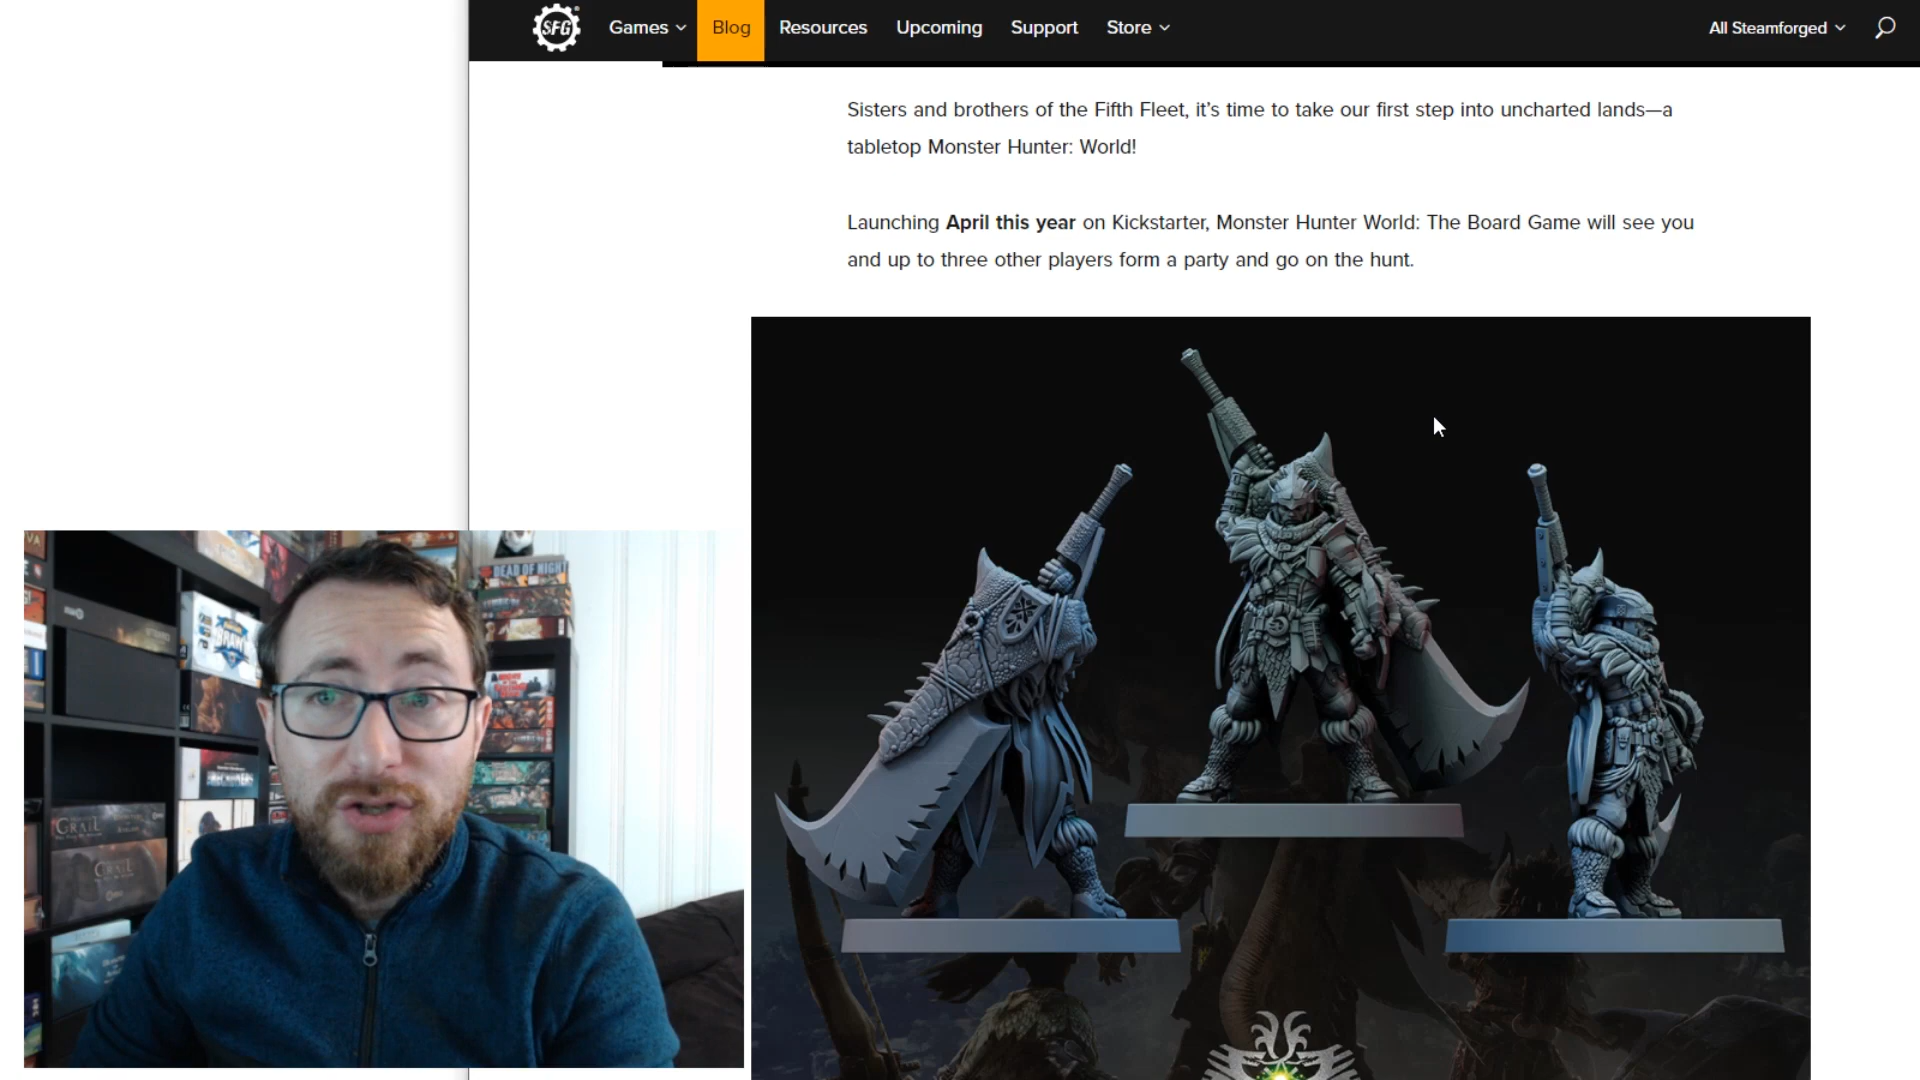 SFG
Games
Blog
Resources
Upcoming
Support
Store
All Steamforged
Sisters and brothers of the Fifth Fleet, it's time to take our first step into uncharted lands—a
tabletop Monster Hunter: World!
Launching April this year on Kickstarter, Monster Hunter World: The Board Game will see you
and up to three other players form a party and go on the hunt.
DEAD OF NIGHT
GRAIL
GRAIL